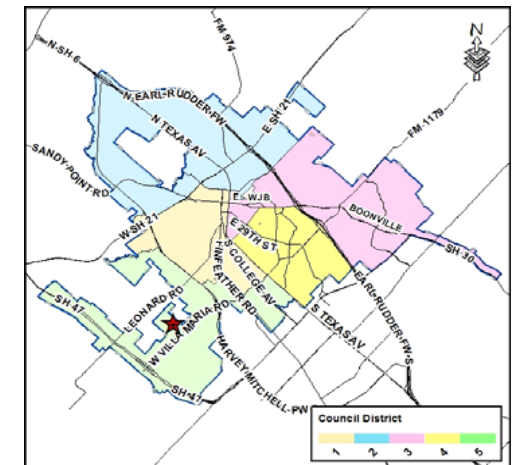 FM 974
N-SH-6
N
N-EARL-RUDDER-FW
E SH 21
N TEXAS AV
FM-1179
SANDY-POINT-RD
E WJB
BOONVILLE
W-SH 21
E 29TH ST
SH-30
S COLLEGE AV
FINFEATHER RD
EARL-RUDDER-FW-S
LEONARD RD
SH 47
W VILLA MARIA RD
S TEXAS AV
HARVEY-MITCHELL-PW
SH-47
Council District
1 2 3 4 5